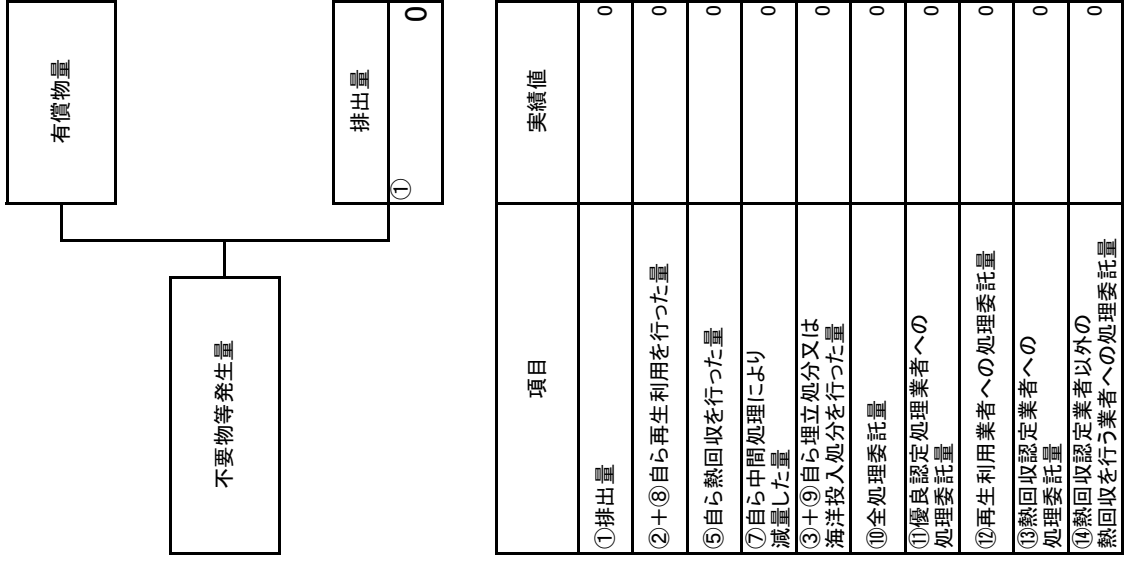 有償物量
不要物等発生量
排出量
①
0
項目
実績値
①排出量
0
②+⑧自ら再生利用を行った量
0
⑤自ら熱回収を行った量
0
⑦自ら中間処理により
減量した量
0
③+⑨自ら埋立処分又は
海洋投入処分を行った量
0
⑩全処理委託量
0
⑪優良認定処理業者への
処理委託量
0
⑫再生利用業者への処理委託量
0
⑬熱回収認定業者への
処理委託量
0
⑭熱回収認定業者以外の
熱回収を行う業者への処理委託量
0